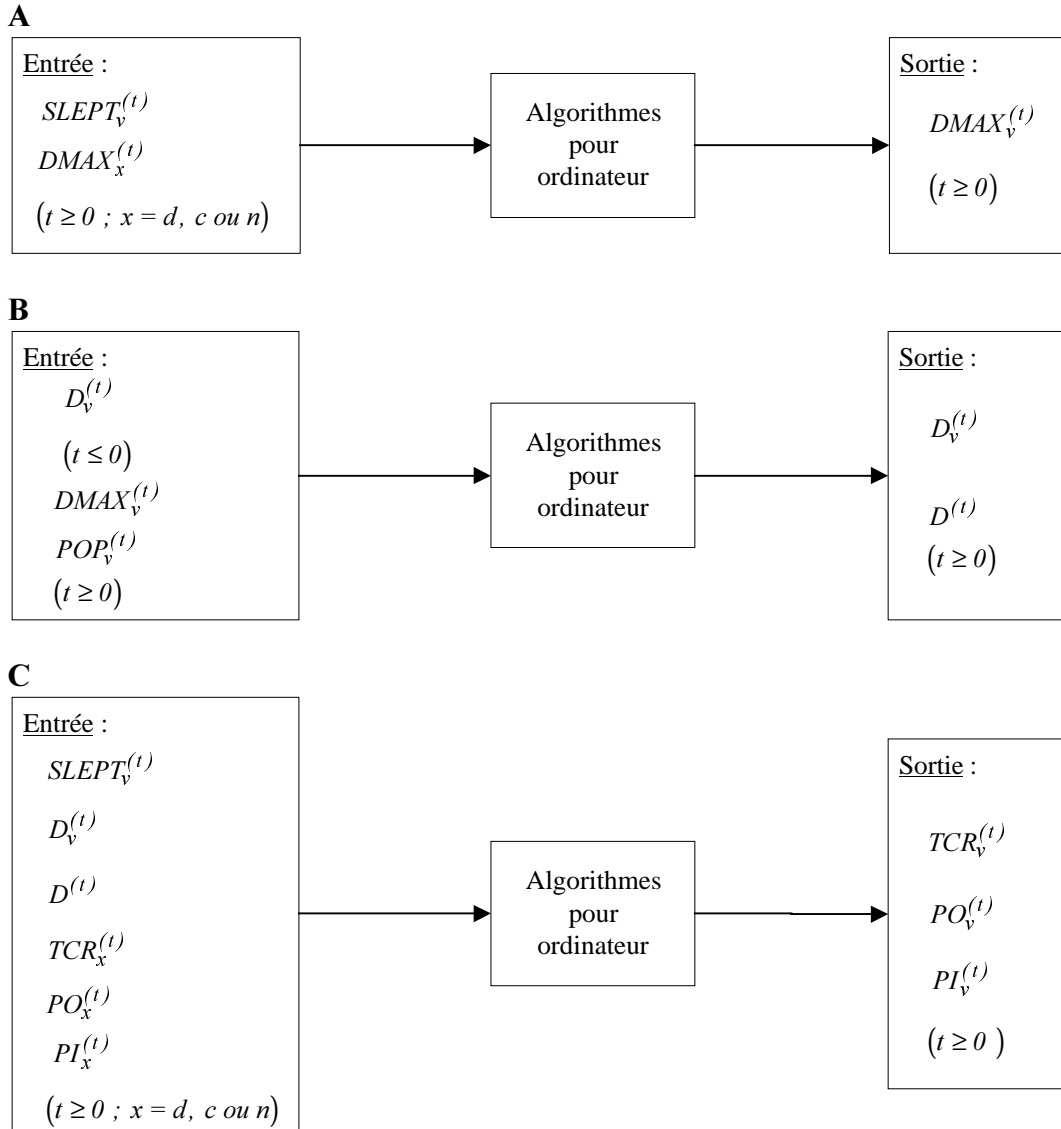 A
Entrée :
SLEPT_v^(t)
DMAX_x^(t)
(t ≥ 0 ; x = d, c ou n)
Algorithmes
pour
ordinateur
Sortie :
DMAX_v^(t)
(t ≥ 0)
B
Entrée :
D_v^(t)
(t ≤ 0)
DMAX_v^(t)
POP_v^(t)
(t ≥ 0)
Algorithmes
pour
ordinateur
Sortie :
D_v^(t)
D^(t)
(t ≥ 0)
C
Entrée :
SLEPT_v^(t)
D_v^(t)
D^(t)
TCR_x^(t)
PO_x^(t)
PI_x^(t)
(t ≥ 0 ; x = d, c ou n)
Algorithmes
pour
ordinateur
Sortie :
TCR_v^(t)
PO_v^(t)
PI_v^(t)
(t ≥ 0 )